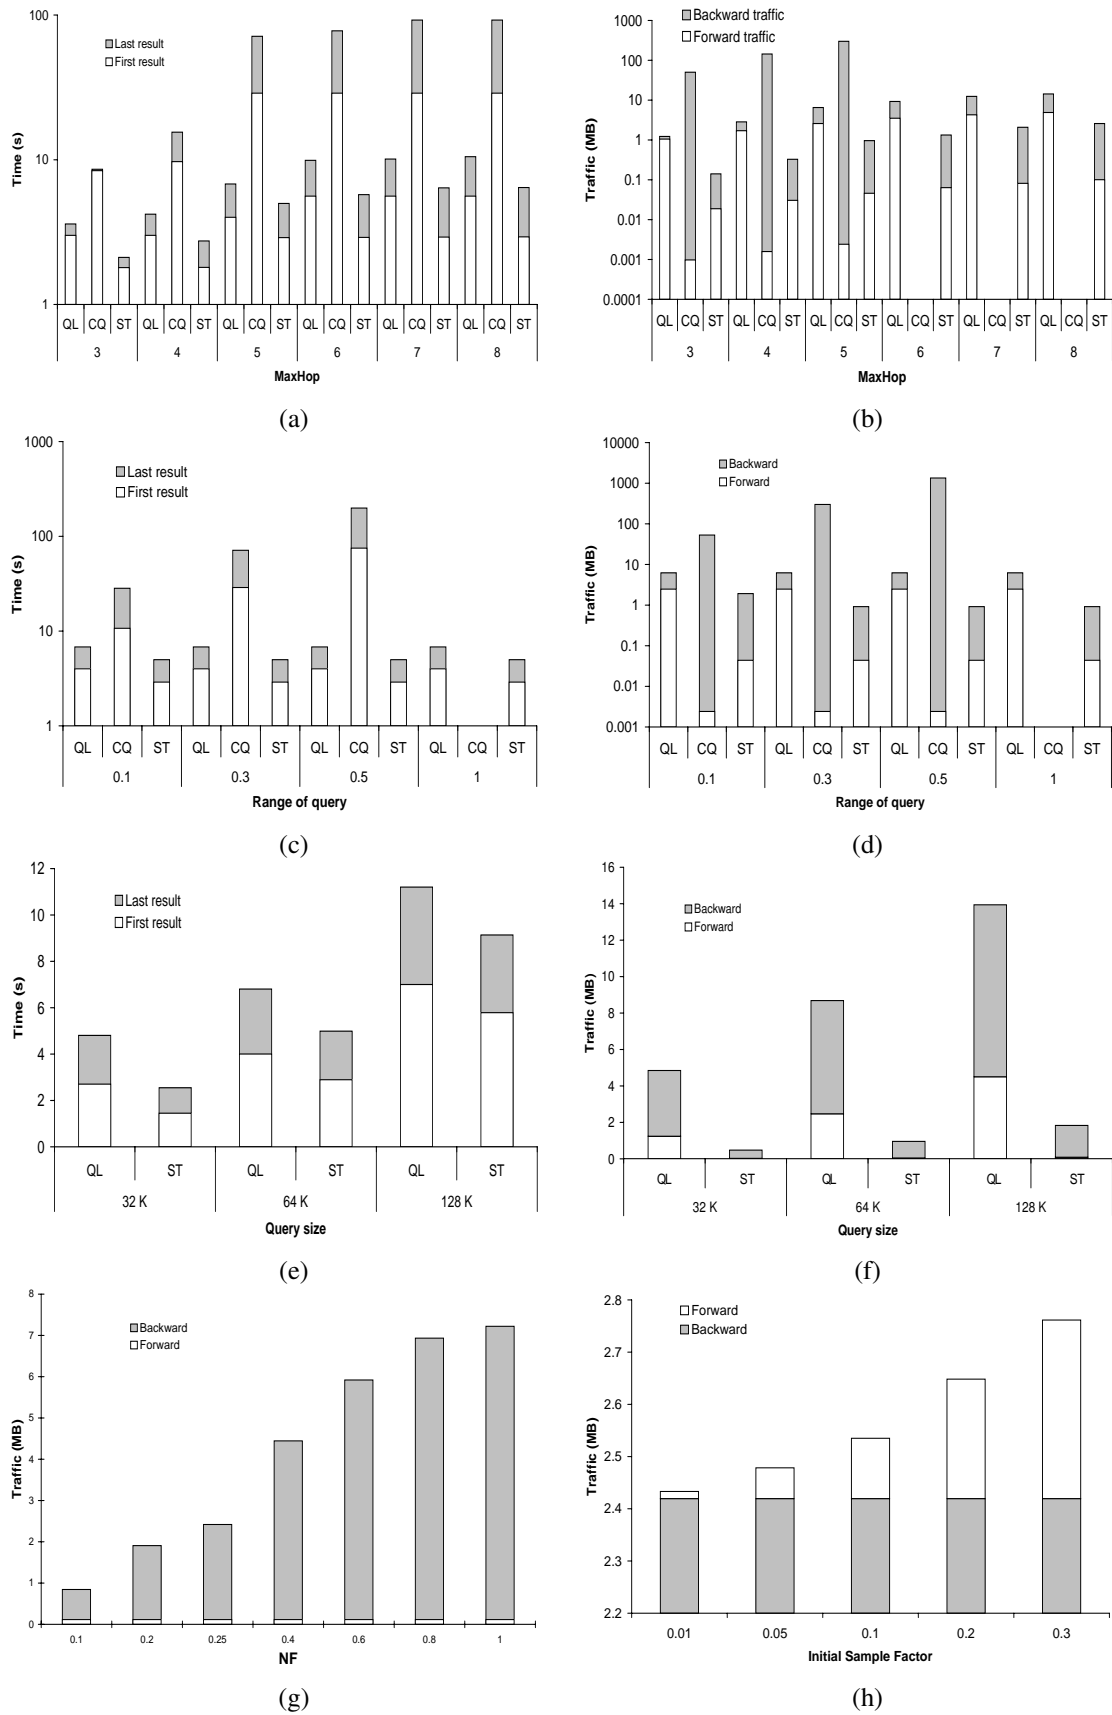 100
10
1
Time (s)
Last result
First result
QL CQ ST QL CQ ST QL CQ ST QL CQ ST QL CQ ST QL CQ ST
3 4 5 6 7 8
MaxHop
(a)
1000
100
10
1
0.1
0.01
0.001
0.0001
Traffic (MB)
Backward traffic
Forward traffic
QL CQ ST QL CQ ST QL CQ ST QL CQ ST QL CQ ST QL CQ ST
3 4 5 6 7 8
MaxHop
(b)
1000
100
10
1
Time (s)
Last result
First result
QL CQ ST QL CQ ST QL CQ ST QL CQ ST
0.1 0.3 0.5 1
Range of query
(c)
10000
1000
100
10
1
0.1
0.01
0.001
Traffic (MB)
Backward
Forward
QL CQ ST QL CQ ST QL CQ ST QL CQ ST
0.1 0.3 0.5 1
Range of query
(d)
12
10
8
6
4
2
0
Time (s)
Last result
First result
QL ST QL ST QL ST
32 K 64 K 128 K
Query size
(e)
16
14
12
10
8
6
4
2
0
Traffic (MB)
Backward
Forward
QL ST QL ST QL ST
32 K 64 K 128 K
Query size
(f)
8
7
6
5
4
3
2
1
0
Traffic (MB)
Backward
Forward
0.1 0.2 0.25 0.4 0.6 0.8 1
NF
(g)
2.8
2.7
2.6
2.5
2.4
2.3
2.2
Traffic (MB)
Forward
Backward
0.01 0.05 0.1 0.2 0.3
Initial Sample Factor
(h)